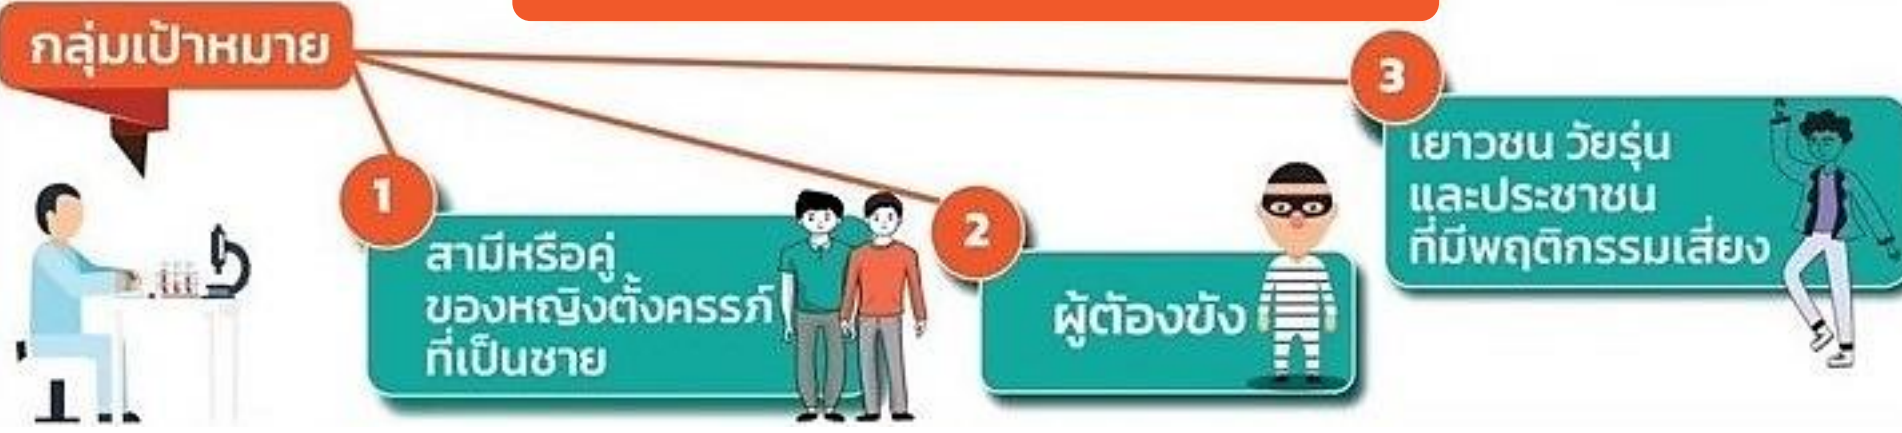 กลุ่มเป้าหมาย
1
สามีหรือคู่
ของหญิงตั้งครรภ์
ที่เป็นชาย
2
ผู้ต้องขัง
3
เยาวชน วัยรุ่น
และประชาชน
ที่มีพฤติกรรมเสี่ยง